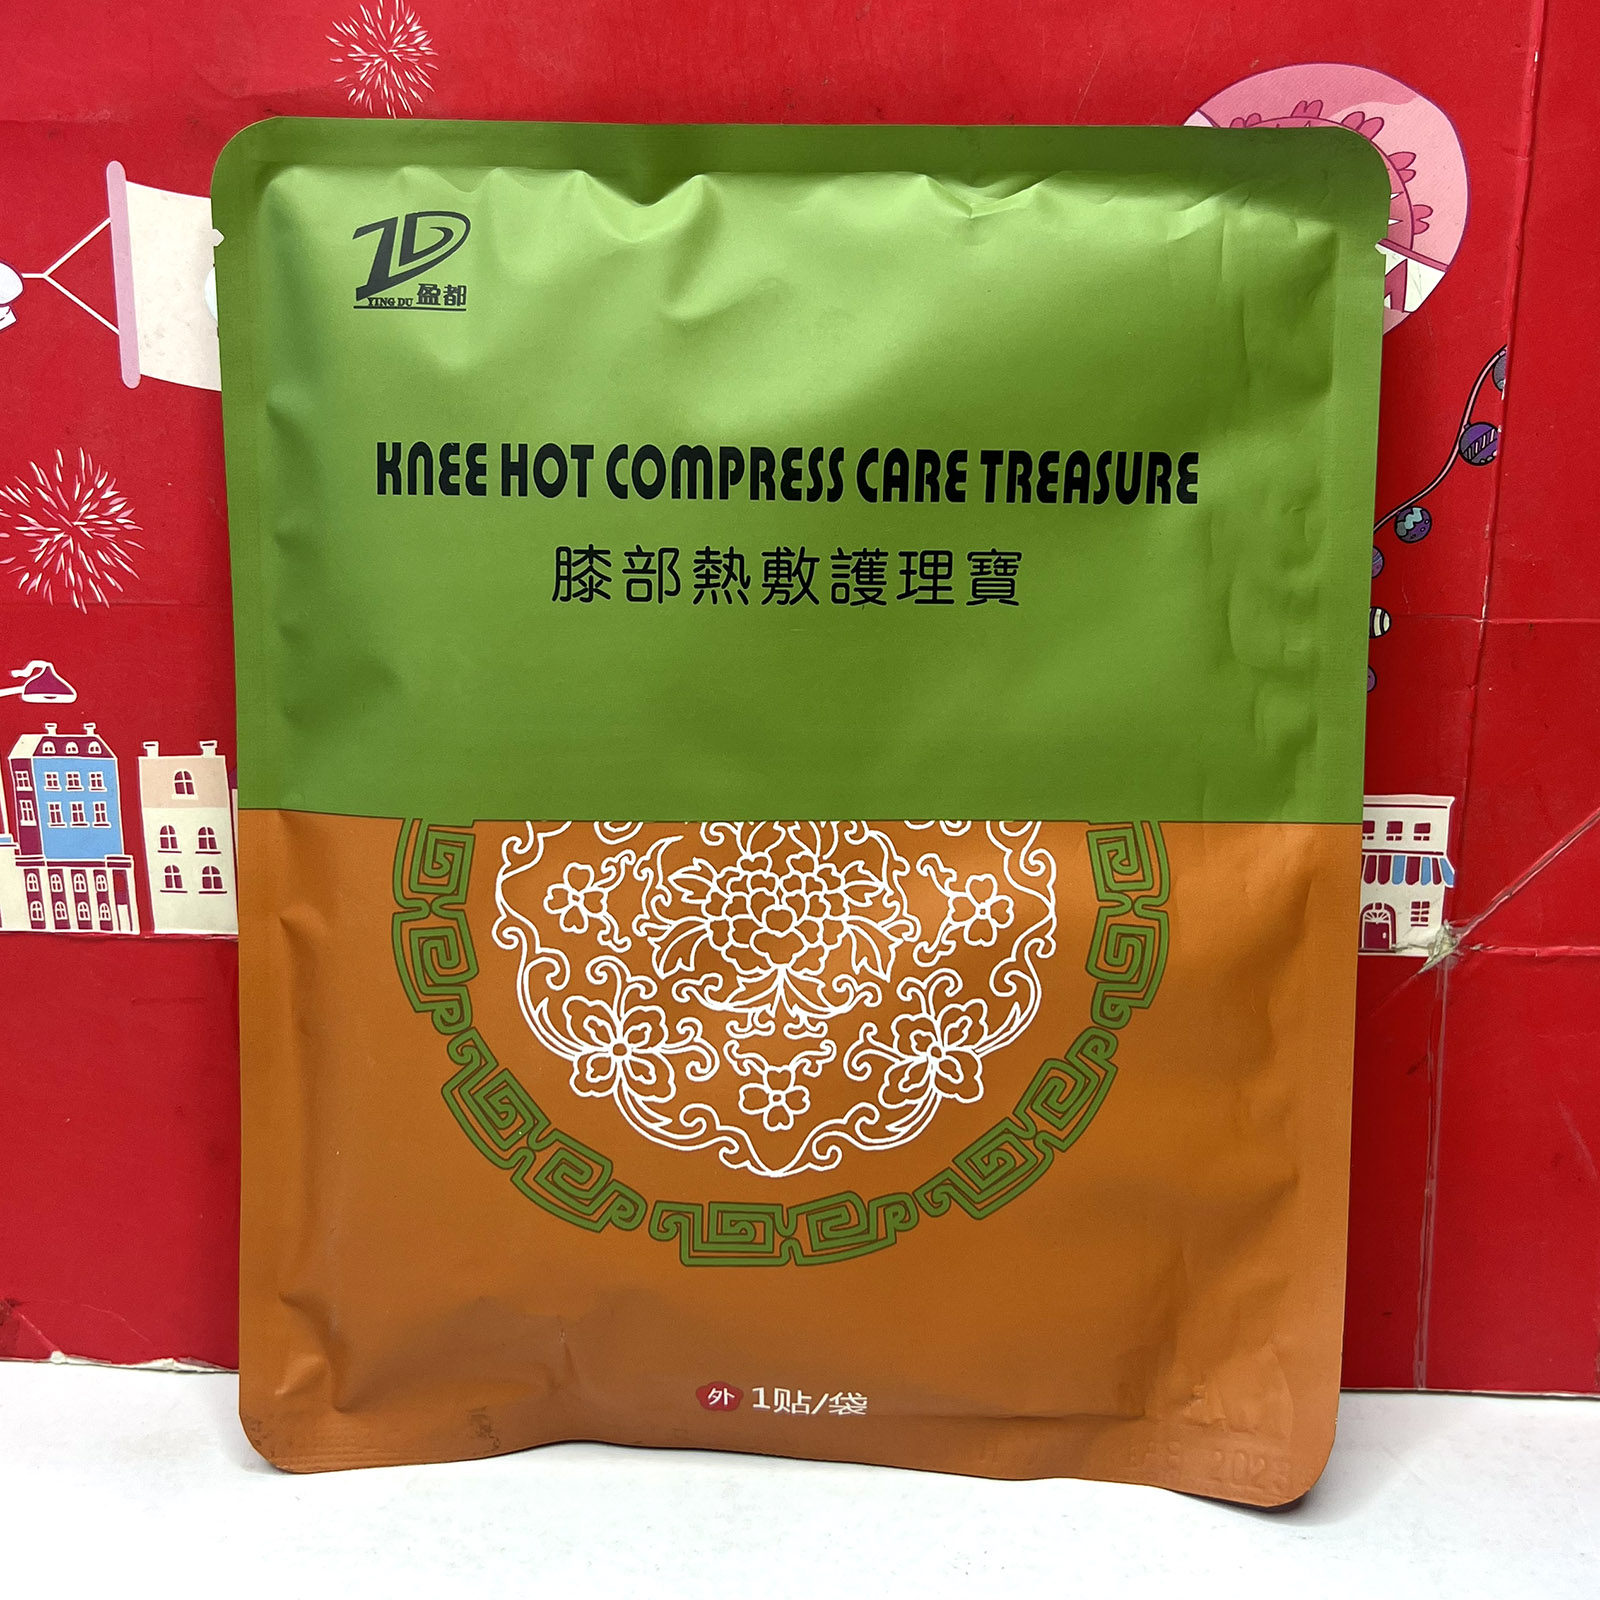 YING DU 盈都
KNEE HOT COMPRESS CARE TREASURE
膝部熱敷護理寶
外 1贴/袋